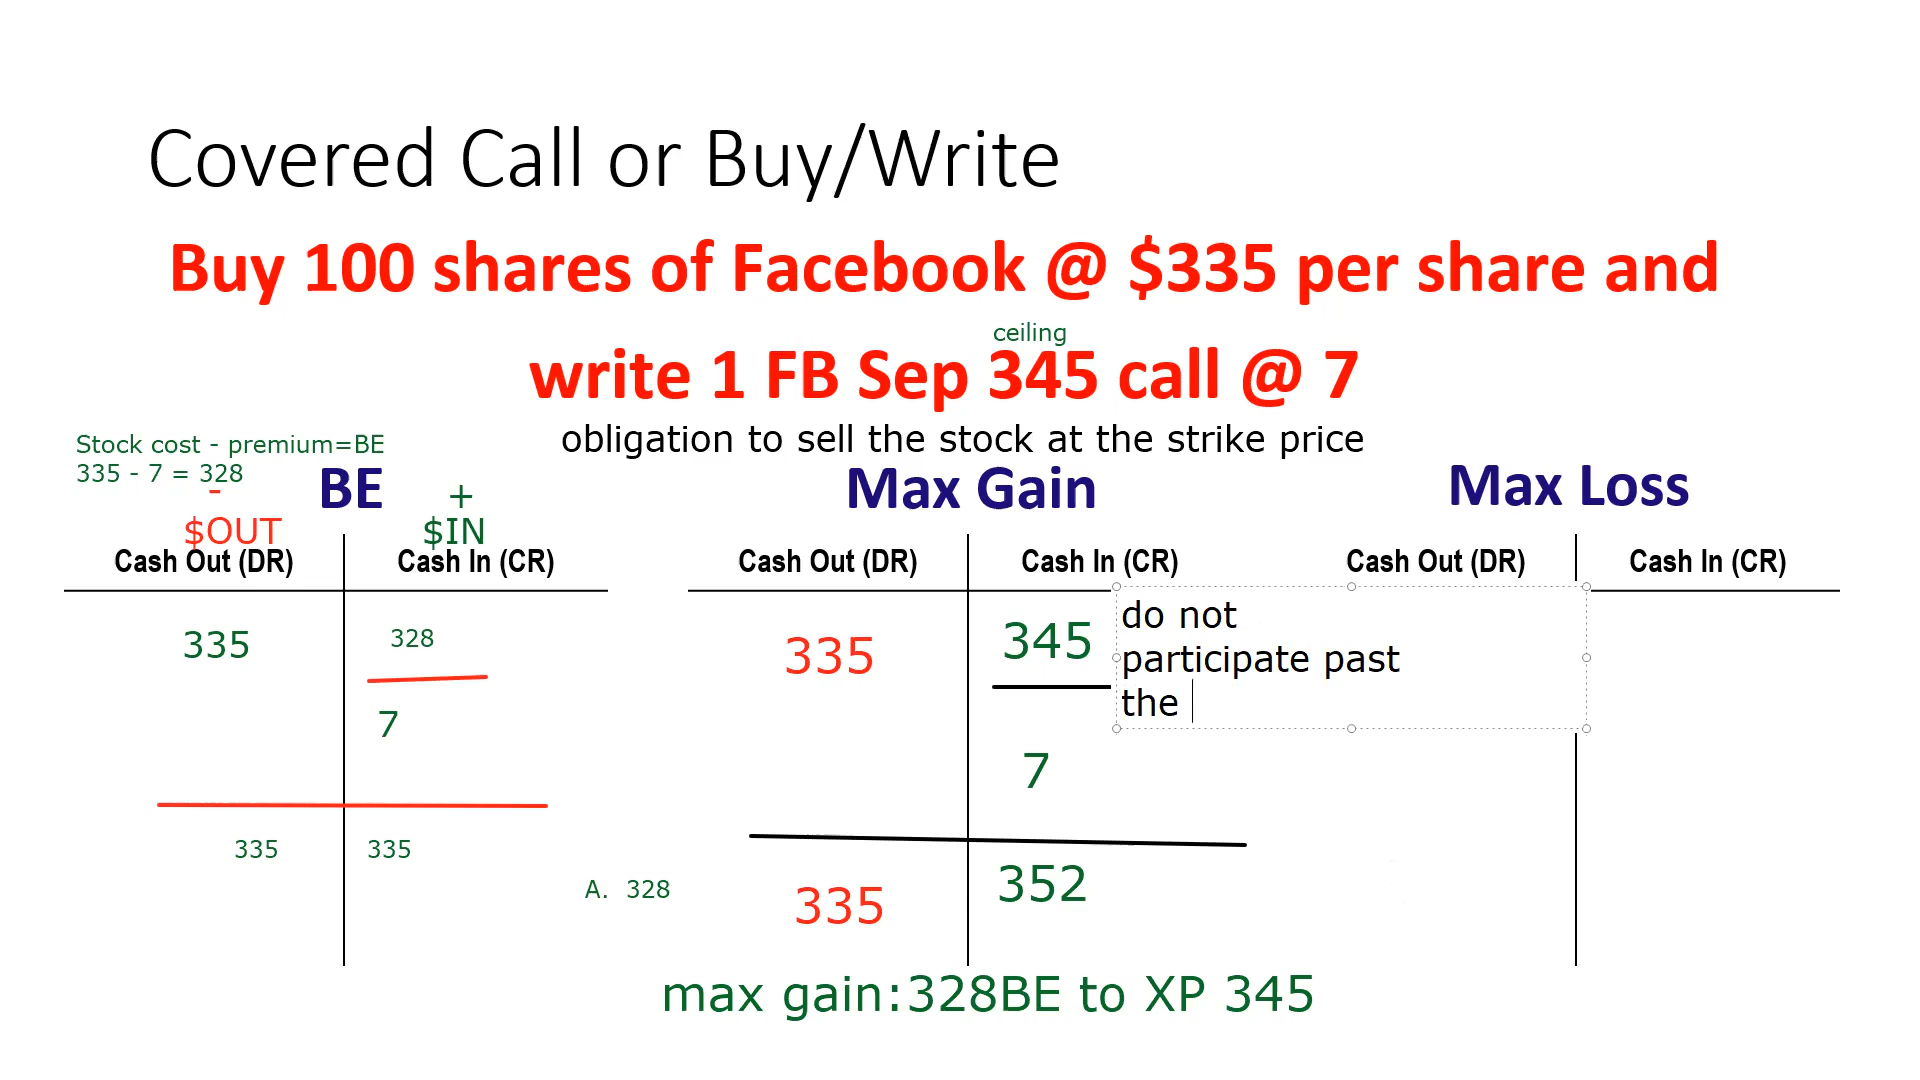 Covered Call or Buy/Write
Buy 100 shares of Facebook @ $335 per share and
ceiling
write 1 FB Sep 345 call @ 7
obligation to sell the stock at the strike price
Stock cost - premium=BE
335 - 7 = 328
BE
-
+
$OUT
$IN
Cash Out (DR)
Cash In (CR)
335
328
7
335
335
A. 328
Max Gain
Cash Out (DR)
Cash In (CR)
335
345
7
335
352
max gain:328BE to XP 345
Max Loss
Cash Out (DR)
Cash In (CR)
do not
participate past
the